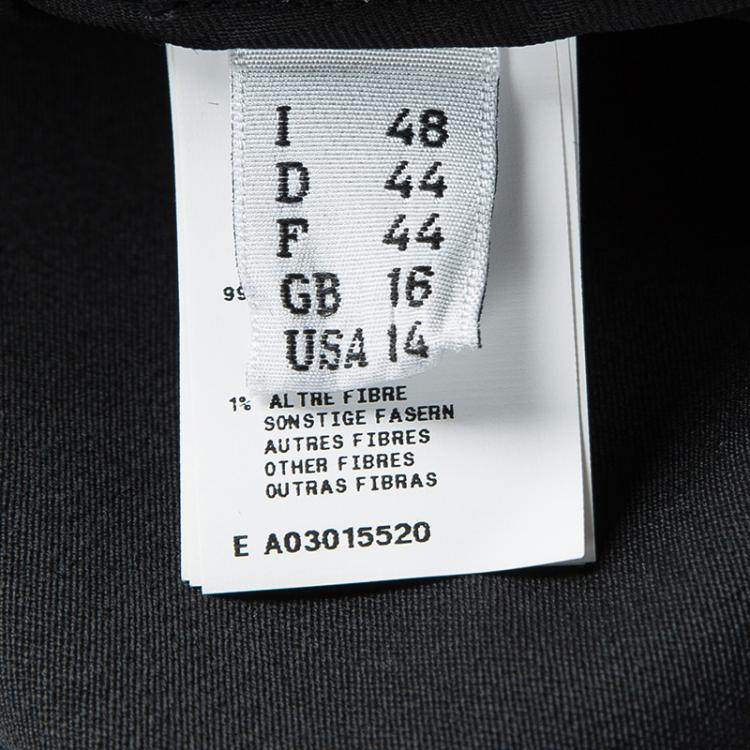 I 48
D 44
F 44
GB 16
USA 14
99
1% ALTRE FIBRE
SONSTIGE FASERN
AUTRES FIBRES
OTHER FIBRES
OUTRAS FIBRAS
E A03015520